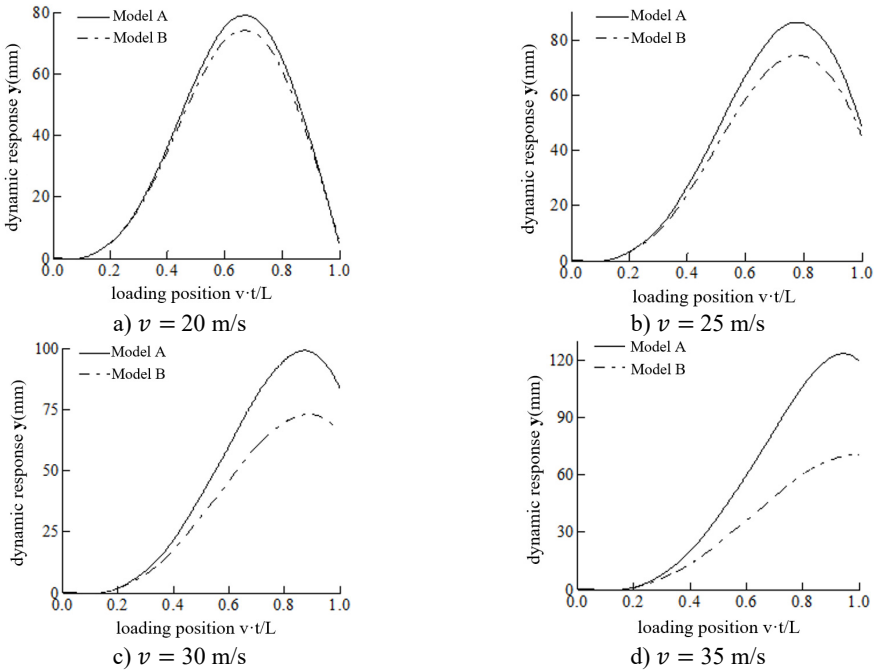 dynamic response y(mm)
Model A
Model B
80
60
40
20
0
0.0 0.2 0.4 0.6 0.8 1.0
loading position v·t/L
a) v = 20 m/s
dynamic response y(mm)
Model A
Model B
80
60
40
20
0
0.0 0.2 0.4 0.6 0.8 1.0
loading position v·t/L
b) v = 25 m/s
dynamic response y(mm)
Model A
Model B
100
75
50
25
0
0.0 0.2 0.4 0.6 0.8 1.0
loading position v·t/L
c) v = 30 m/s
dynamic response y(mm)
Model A
Model B
120
90
60
30
0
0.0 0.2 0.4 0.6 0.8 1.0
loading position v·t/L
d) v = 35 m/s